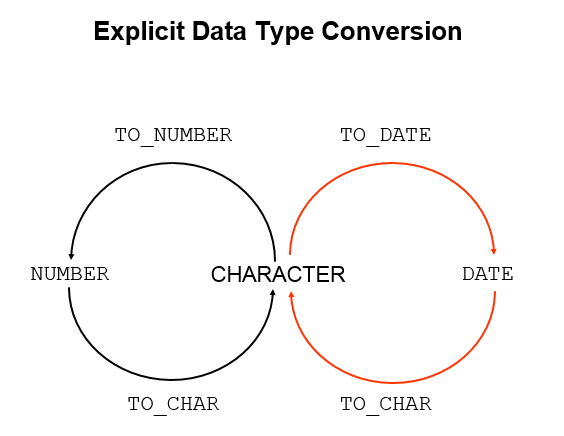 Explicit Data Type Conversion
TO_NUMBER TO_DATE
NUMBER CHARACTER DATE
TO_CHAR TO_CHAR